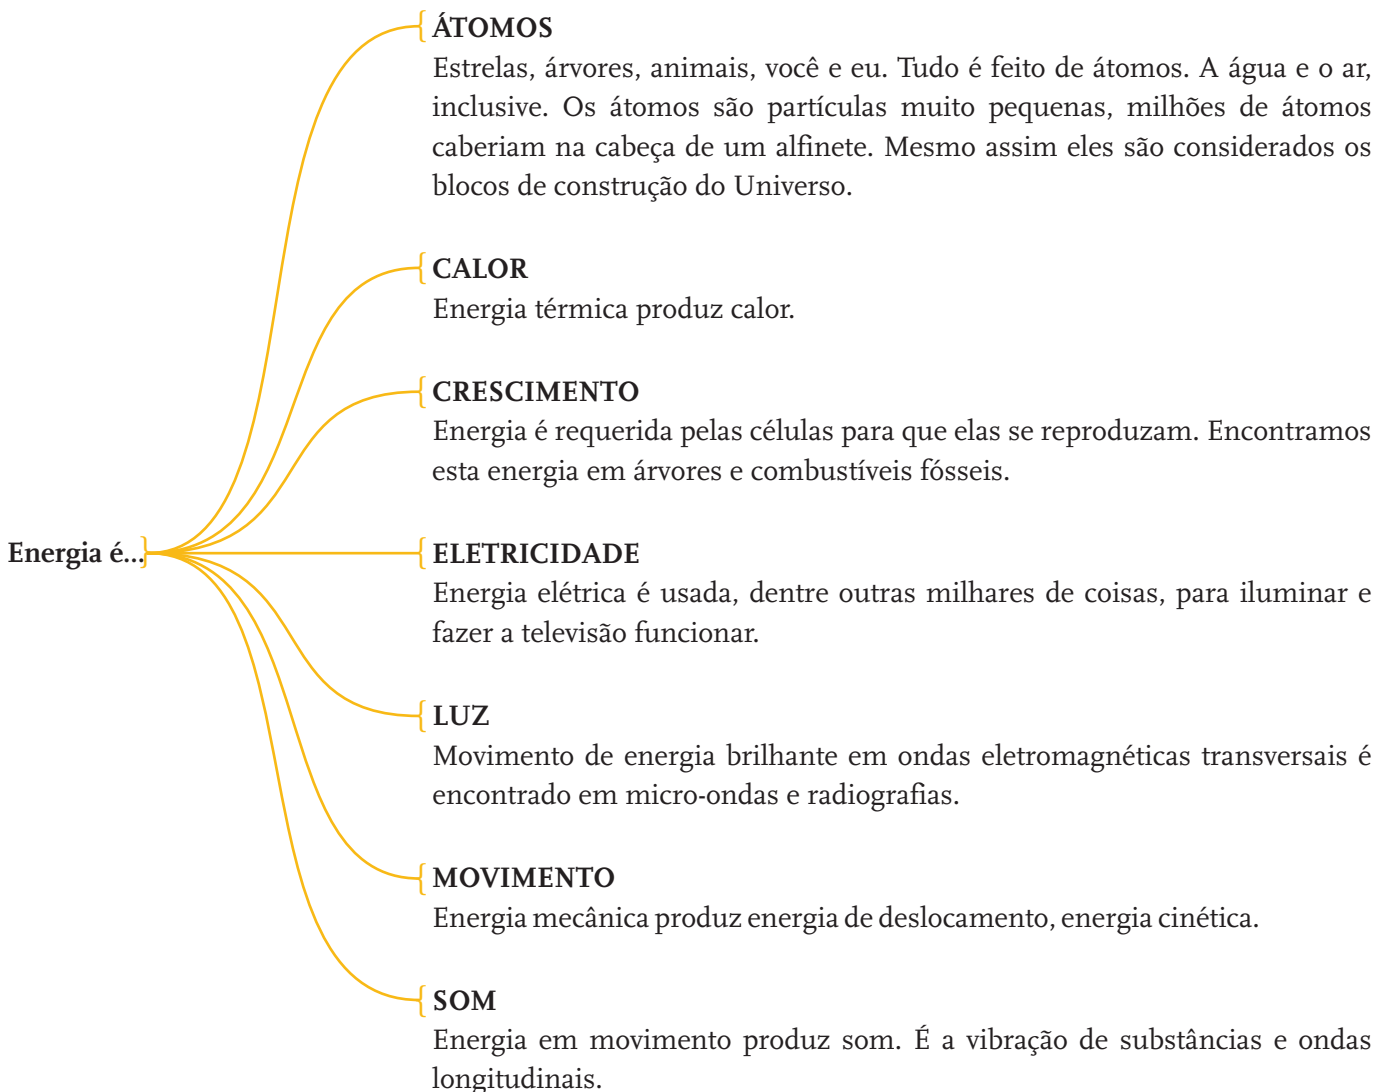 ÁTOMOS
Estrelas, árvores, animais, você e eu. Tudo é feito de átomos. A água e o ar,
inclusive. Os átomos são partículas muito pequenas, milhões de átomos
caberiam na cabeça de um alfinete. Mesmo assim eles são considerados os
blocos de construção do Universo.
CALOR
Energia térmica produz calor.
CRESCIMENTO
Energia é requerida pelas células para que elas se reproduzam. Encontramos
esta energia em árvores e combustíveis fósseis.
Energia é...
ELETRICIDADE
Energia elétrica é usada, dentre outras milhares de coisas, para iluminar e
fazer a televisão funcionar.
LUZ
Movimento de energia brilhante em ondas eletromagnéticas transversais é
encontrado em micro-ondas e radiografias.
MOVIMENTO
Energia mecânica produz energia de deslocamento, energia cinética.
SOM
Energia em movimento produz som. É a vibração de substâncias e ondas
longitudinais.